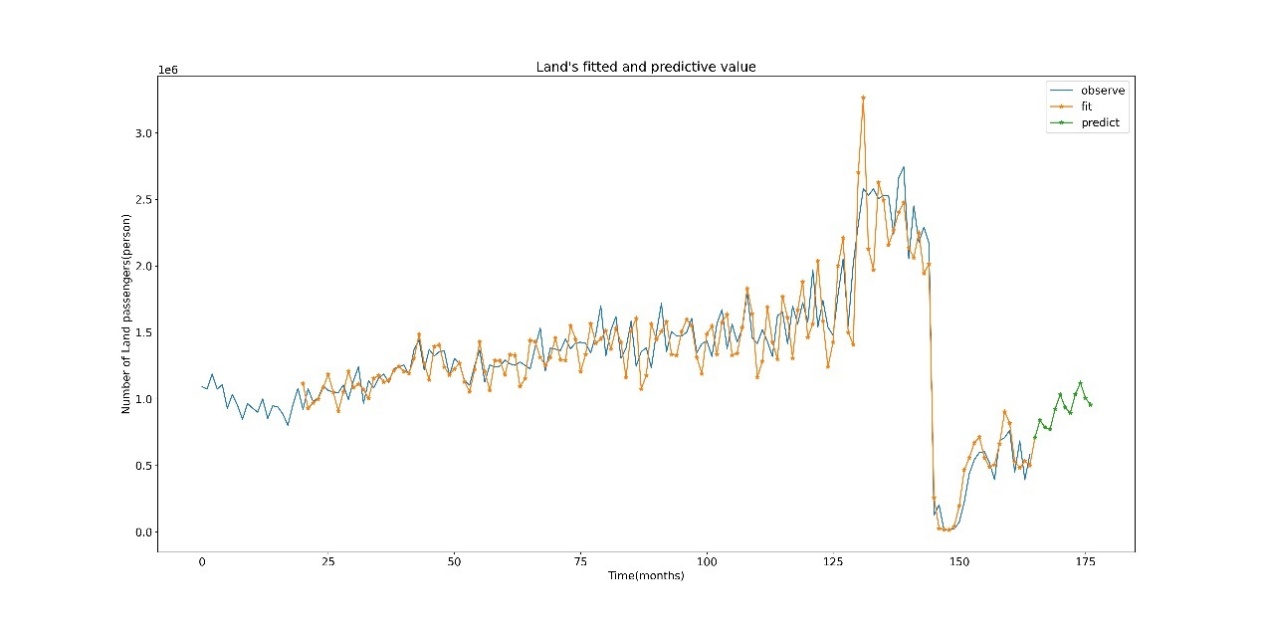 Land's fitted and predictive value
1e6
observe
fit
predict
3.0
2.5
2.0
1.5
1.0
0.5
0.0
Number of Land passengers(person)
0 25 50 75 100 125 150 175
Time(months)